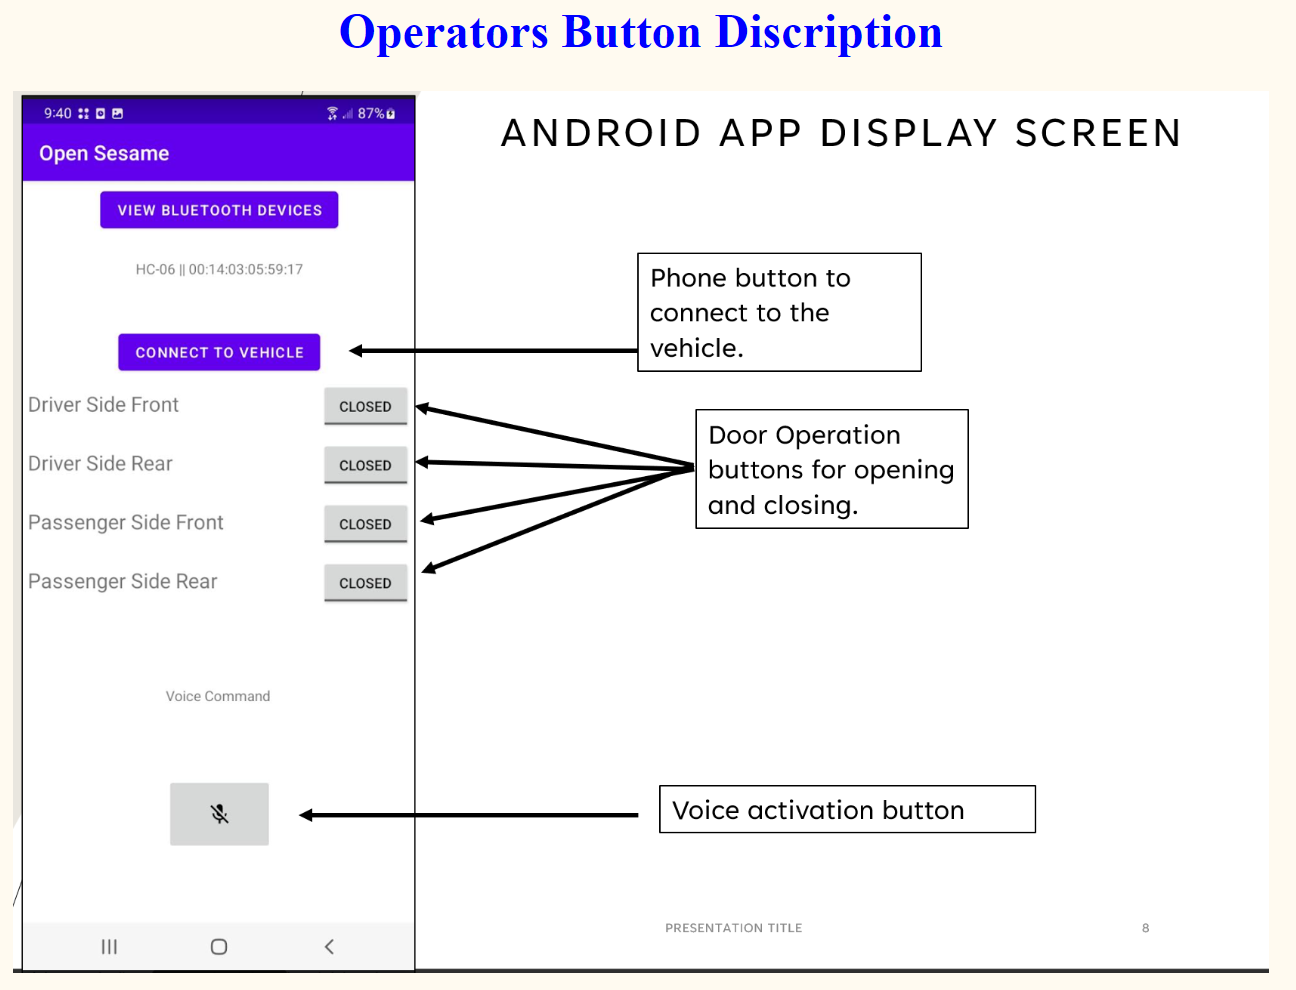 Operators Button Discription
9:40
87%
ANDROID APP DISPLAY SCREEN
Open Sesame
VIEW BLUETOOTH DEVICES
HC-06 || 00:14:03:05:59:17
Phone button to
connect to the
vehicle.
CONNECT TO VEHICLE
Driver Side Front CLOSED
Driver Side Rear CLOSED
Passenger Side Front CLOSED
Passenger Side Rear CLOSED
Door Operation
buttons for opening
and closing.
Voice Command
Voice activation button
PRESENTATION TITLE 8